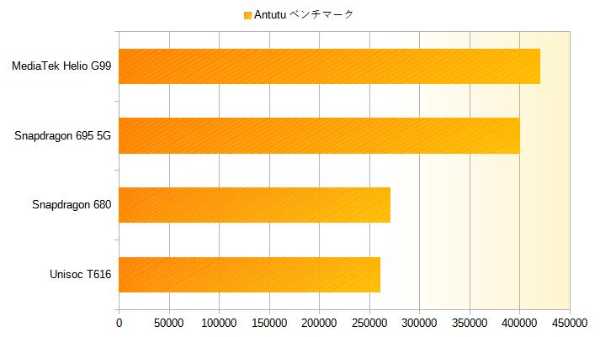 Antutu ベンチマーク
MediaTek Helio G99
Snapdragon 695 5G
Snapdragon 680
Unisoc T616
0 50000 100000 150000 200000 250000 300000 350000 400000 450000